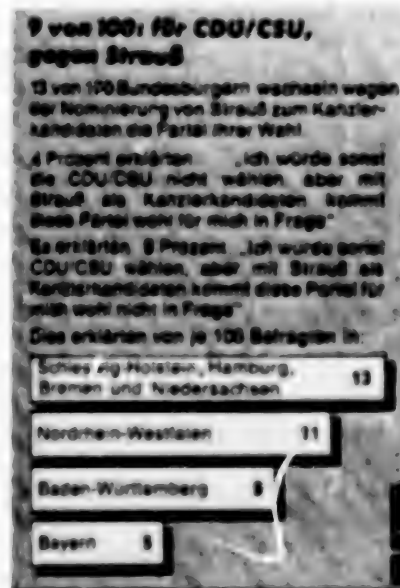 9 von 100: für CDU/CSU,
gegen Strauß
13 von 100 Bundesbürgern wechseln wegen
der Nominierung von Strauß zum Kanzler-
kandidaten die Partei ihrer Wahl.
4 Prozent erklärten „Ich würde sonst
die CDU/CSU nicht wählen, aber mit
Strauß als Kanzlerkandidaten kommt
diese Partei wohl für mich in Frage“
Es erklärten Prozent „Ich würde sonst
CDU/CSU wählen, aber mit Strauß als
Kanzlerkandidaten kommt diese Partei für
mich wohl nicht in Frage“
Dies erklärten von je 100 Befragten in:
Schleswig-Holstein, Hamburg,
Bremen und Niedersachsen 13
Nordrhein-Westfalen 11
Baden-Württemberg
Bayern